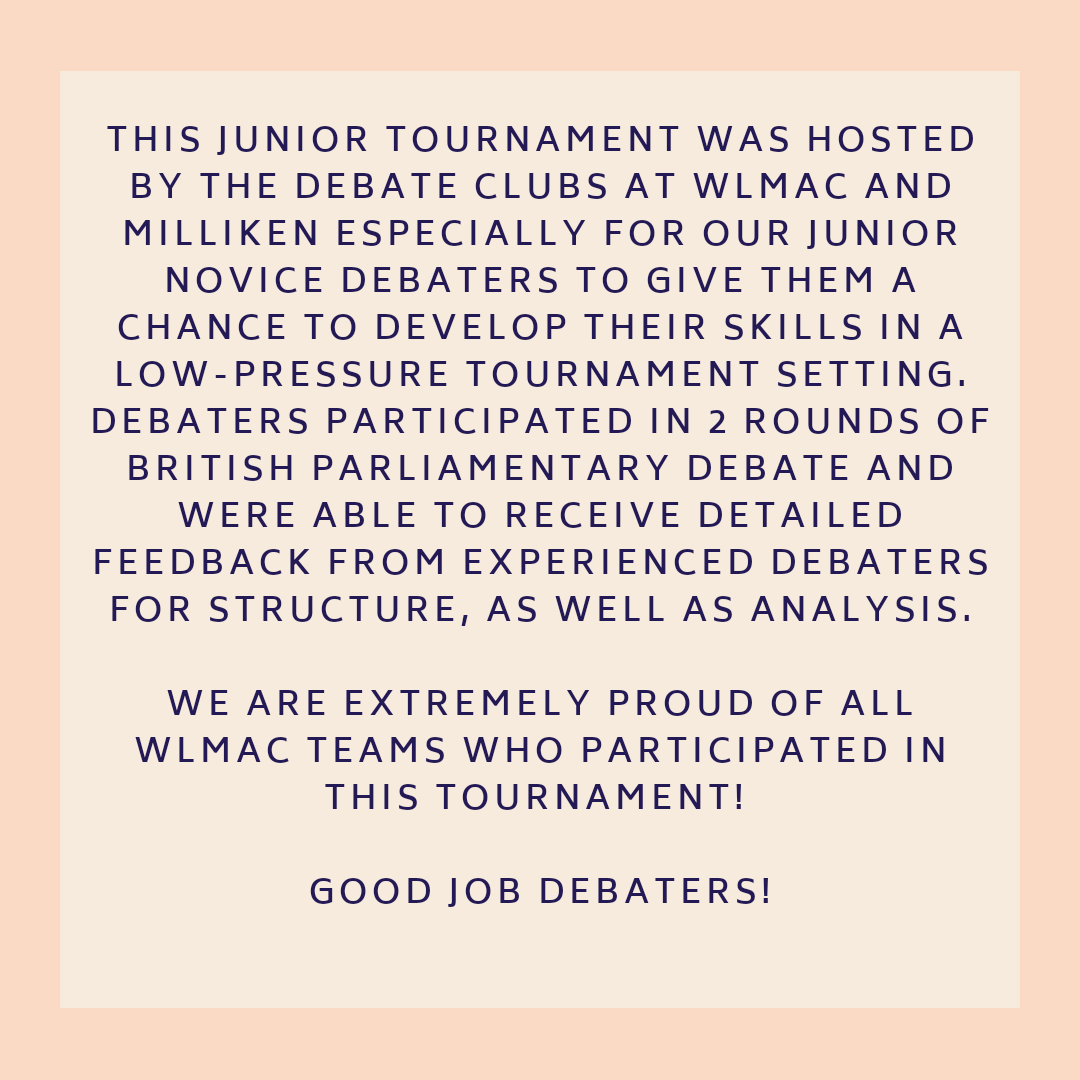 THIS JUNIOR TOURNAMENT WAS HOSTED
BY THE DEBATE CLUBS AT WLMAC AND
MILLIKEN ESPECIALLY FOR OUR JUNIOR
NOVICE DEBATERS TO GIVE THEM A
CHANCE TO DEVELOP THEIR SKILLS IN A
LOW-PRESSURE TOURNAMENT SETTING.
DEBATERS PARTICIPATED IN 2 ROUNDS OF
BRITISH PARLIAMENTARY DEBATE AND
WERE ABLE TO RECEIVE DETAILED
FEEDBACK FROM EXPERIENCED DEBATERS
FOR STRUCTURE, AS WELL AS ANALYSIS.
WE ARE EXTREMELY PROUD OF ALL
WLMAC TEAMS WHO PARTICIPATED IN
THIS TOURNAMENT!
GOOD JOB DEBATERS!